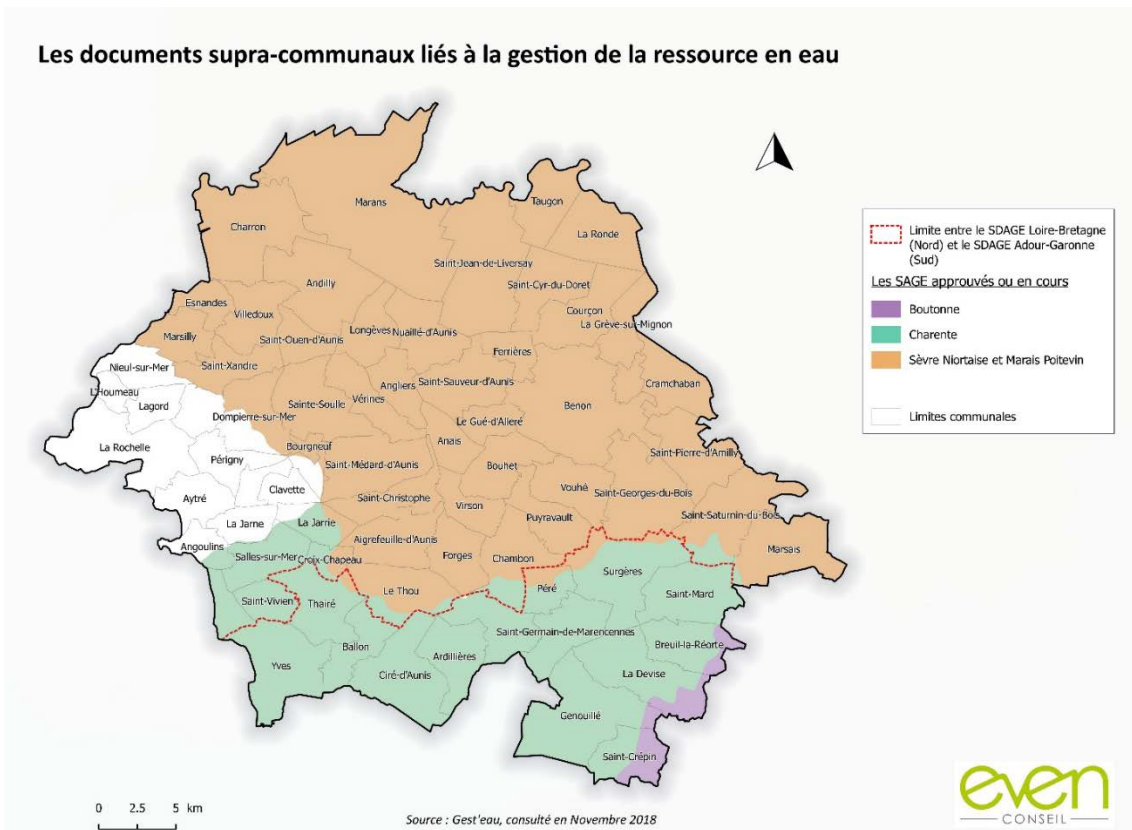 Les documents supra-communaux liés à la gestion de la ressource en eau
Marans
Taugon
Charron
La Ronde
Saint-Jean-de-Liversay
Andilly
Saint-Cyr-du-Doret
Esnandes
Villedoux
Courçon
La Grève-sur-Mignon
Longèves
Nuaillé-d'Aunis
Marsilly
Saint-Ouen-d'Aunis
Ferrières
Saint-Xandre
Nieul-sur-Mer
Angliers
Saint-Sauveur-d'Aunis
Cramchaban
L'Houmeau
Lagord
Sainte-Soulle
Vérines
Benon
Dompierre-sur-Mer
Le Gué-d'Alleré
La Rochelle
Bourgneuf
Anais
Périgny
Saint-Médard-d'Aunis
Bouhet
Saint-Pierre-d'Amilly
Clavette
Aytré
Saint-Christophe
Vouhé
Saint-Georges-du-Bois
Virson
La Jarne
La Jarrie
Puyravault
Saint-Saturnin-du-Bois
Angoulins
Aigrefeuille-d'Aunis
Marsais
Salles-sur-Mer
Croix-Chapeau
Forges
Chambon
Surgères
Le Thou
Péré
Saint-Vivien
Thairé
Saint-Mard
Saint-Germain-de-Marencennes
Ballon
Ardillières
Breuil-la-Réorte
Yves
Ciré-d'Aunis
La Devise
Genouillé
Saint-Crépin
Limite entre le SDAGE Loire-Bretagne
(Nord) et le SDAGE Adour-Garonne
(Sud)
Les SAGE approuvés ou en cours
Boutonne
Charente
Sèvre Niortaise et Marais Poitevin
Limites communales
0 2.5 5 km
Source : Gest'eau, consulté en Novembre 2018
even
CONSEIL